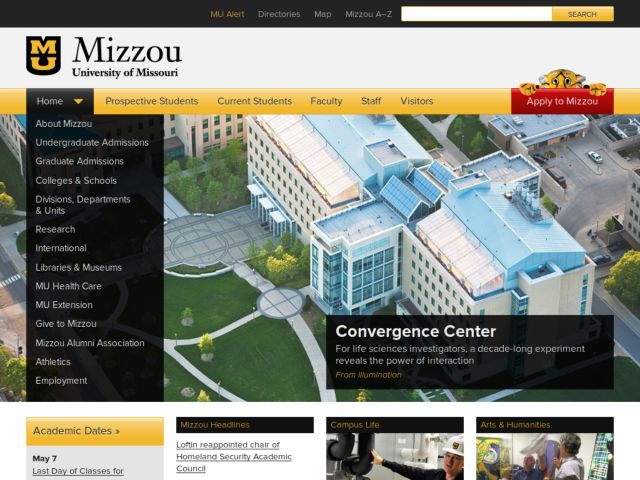 MU Alert Directories Map Mizzou A–Z SEARCH
MU
Mizzou
University of Missouri
Home Prospective Students Current Students Faculty Staff Visitors Apply to Mizzou
About Mizzou
Undergraduate Admissions
Graduate Admissions
Colleges & Schools
Divisions, Departments
& Units
Research
International
Libraries & Museums
MU Health Care
MU Extension
Give to Mizzou
Mizzou Alumni Association
Athletics
Employment
Convergence Center
For life sciences investigators, a decade-long experiment
reveals the power of interaction
From Illumination
Academic Dates »
May 7
Last Day of Classes for
Mizzou Headlines
Loftin reappointed chair of
Homeland Security Academic
Council
Campus Life
Arts & Humanities